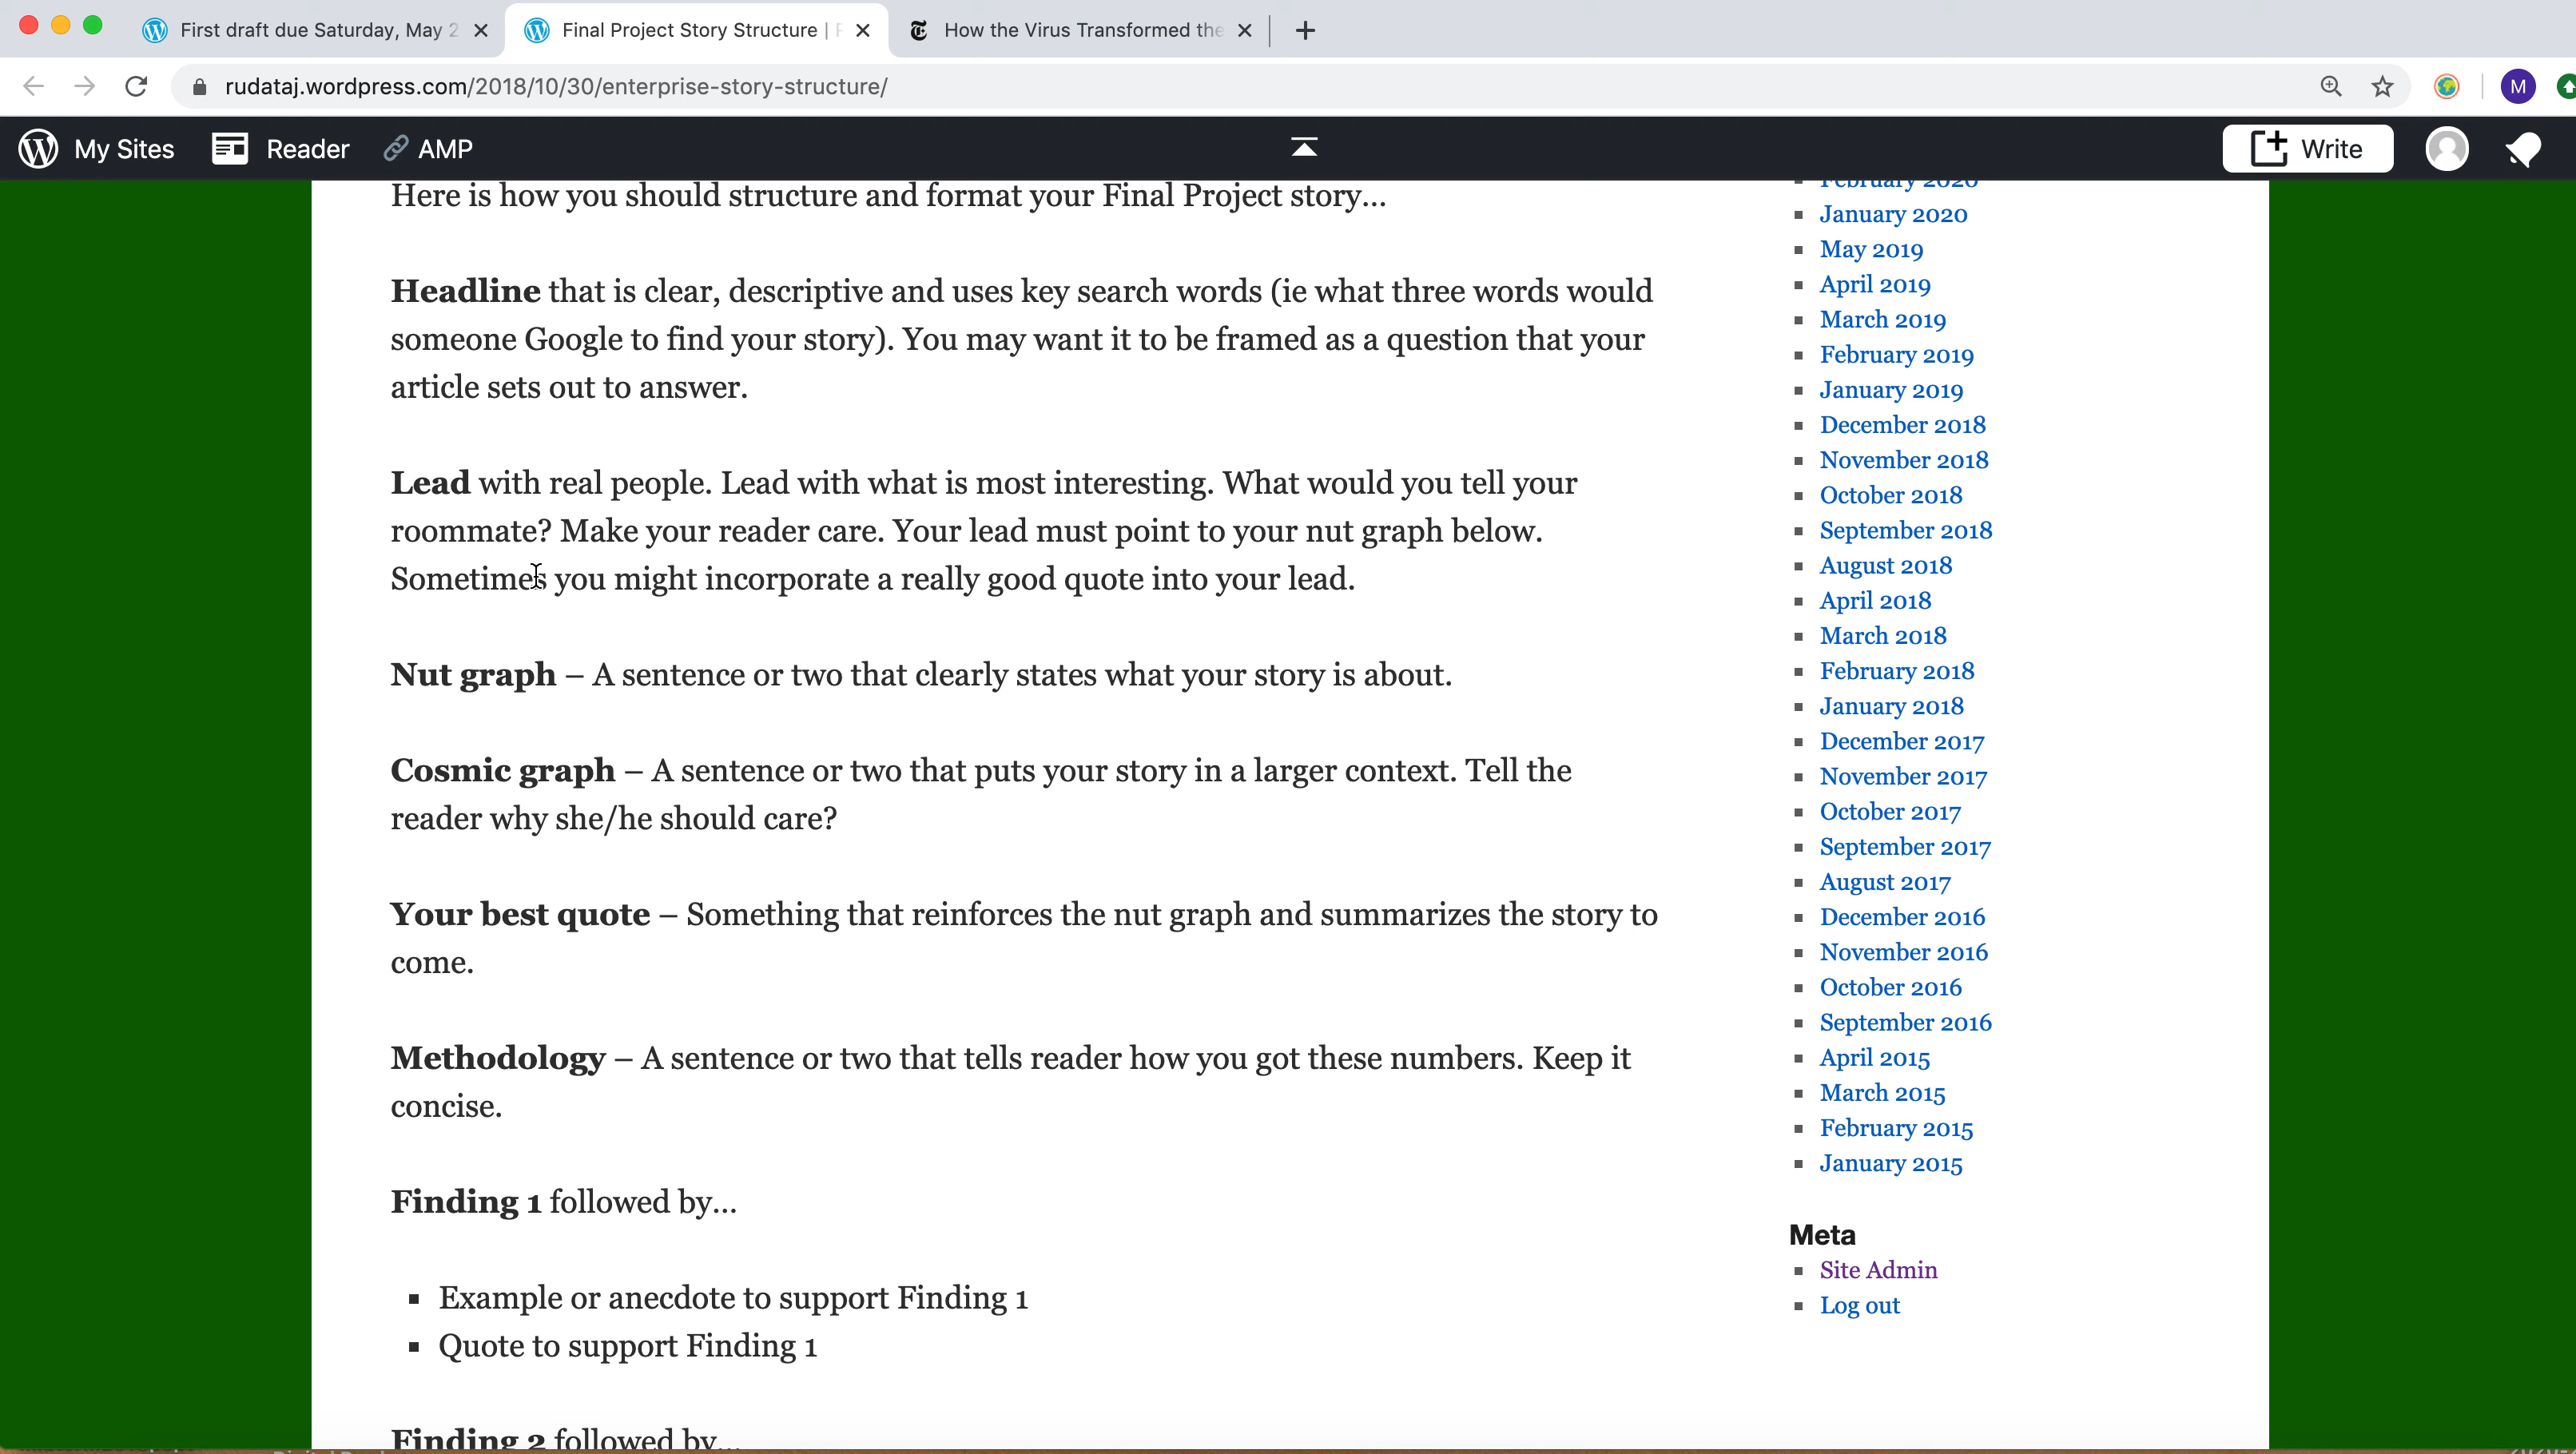 First draft due Saturday, May 2
Final Project Story Structure |
How the Virus Transformed the
rudataj.wordpress.com/2018/10/30/enterprise-story-structure/
M
My Sites
Reader
AMP
Write
Here is how you should structure and format your Final Project story...
Headline that is clear, descriptive and uses key search words (ie what three words would
someone Google to find your story). You may want it to be framed as a question that your
article sets out to answer.
Lead with real people. Lead with what is most interesting. What would you tell your
roommate? Make your reader care. Your lead must point to your nut graph below.
Sometimes you might incorporate a really good quote into your lead.
Nut graph – A sentence or two that clearly states what your story is about.
Cosmic graph – A sentence or two that puts your story in a larger context. Tell the
reader why she/he should care?
Your best quote – Something that reinforces the nut graph and summarizes the story to
come.
Methodology – A sentence or two that tells reader how you got these numbers. Keep it
concise.
Finding 1 followed by...
Example or anecdote to support Finding 1
Quote to support Finding 1
Finding 2 followed by...
February 2020
January 2020
May 2019
April 2019
March 2019
February 2019
January 2019
December 2018
November 2018
October 2018
September 2018
August 2018
April 2018
March 2018
February 2018
January 2018
December 2017
November 2017
October 2017
September 2017
August 2017
December 2016
November 2016
October 2016
September 2016
April 2015
March 2015
February 2015
January 2015
Meta
Site Admin
Log out